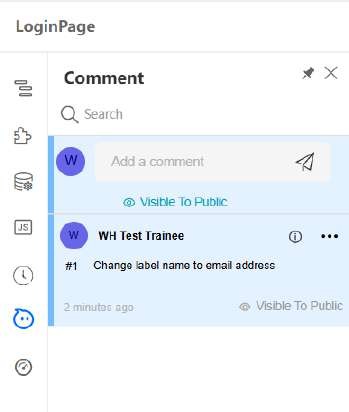 LoginPage
Comment
Search
W
Add a comment
Visible To Public
W
WH Test Trainee
#1 Change label name to email address
2 minutes ago
Visible To Public
JS